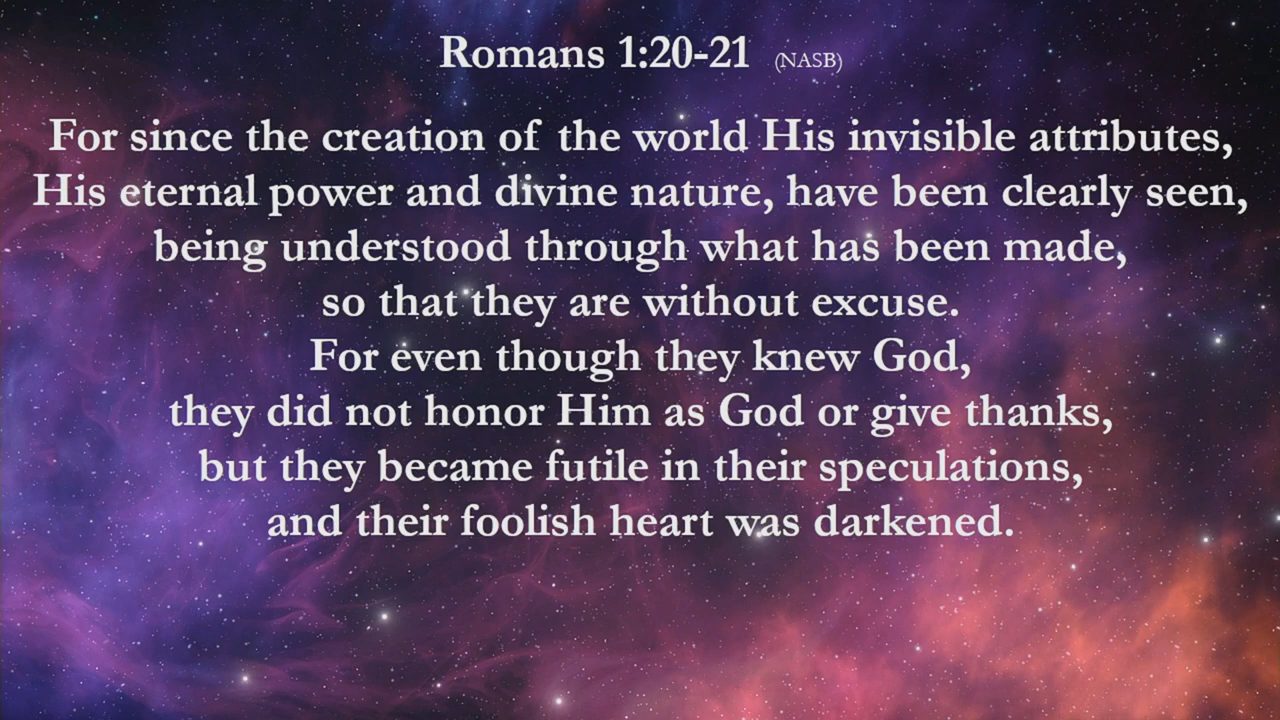 Romans 1:20-21 (NASB)
For since the creation of the world His invisible attributes,
His eternal power and divine nature, have been clearly seen,
being understood through what has been made,
so that they are without excuse.
For even though they knew God,
they did not honor Him as God or give thanks,
but they became futile in their speculations,
and their foolish heart was darkened.